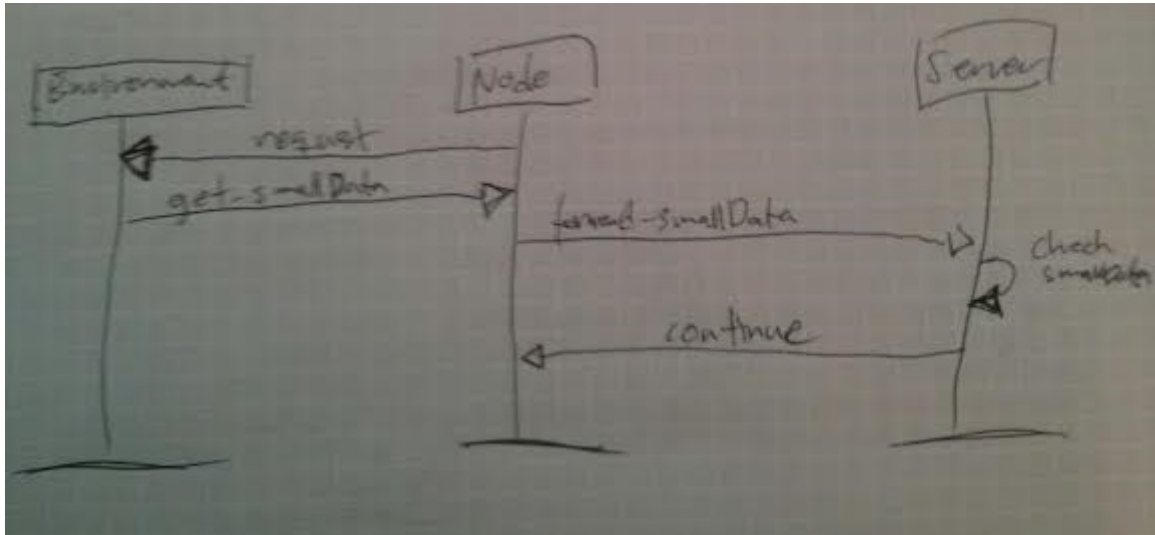 Environment
Node
Server
request
get-smallData
forward-smallData
check
smallData
continue